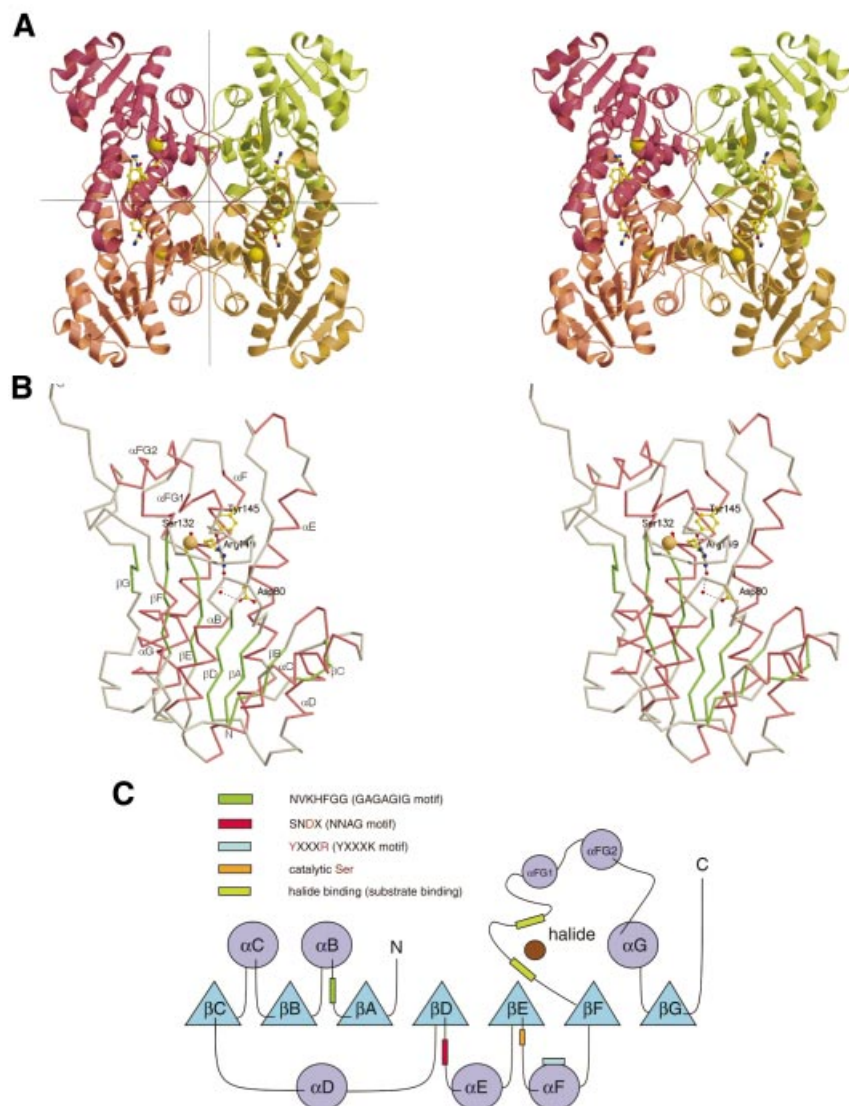 A
B
αFG2
αF
αFG1
Tyr145
Ser132
αE
Arg149
βG
βF
Asp80
αB
αG
βE
βB
βD
βA
αC
βC
αD
N
Tyr145
Ser132
Arg149
Asp80
C
NVKHFGG (GAGAGIG motif)
SNDX (NNAG motif)
YXXXR (YXXXK motif)
catalytic Ser
halide binding (substrate binding)
αFG1
αFG2
C
halide
αC
αB
N
αG
βC
βB
βA
βD
βE
βF
βG
αD
αE
αF